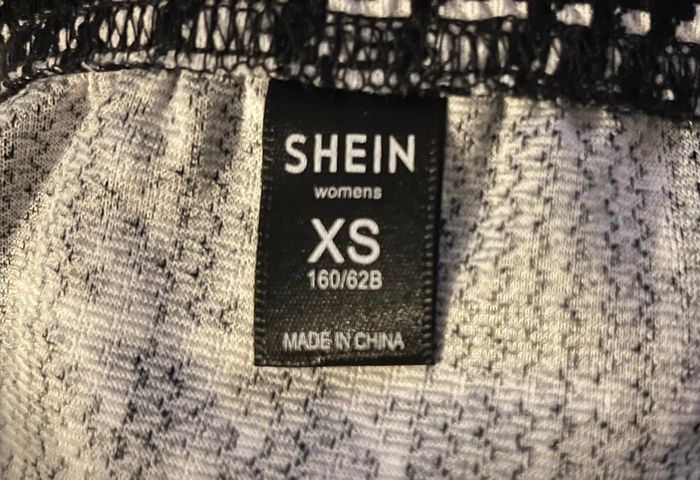 SHEIN
womens
XS
160/62B
MADE IN CHINA